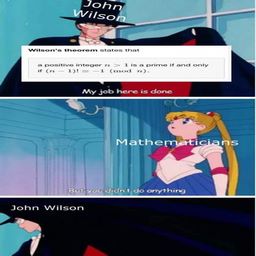 John
Wilson
Wilson's theorem states that
a positive integer n > 1 is a prime if and only
if (n − 1)! ≡ −1 (mod n).
My job here is done
Mathematicians
But you didn't do anything
John Wilson